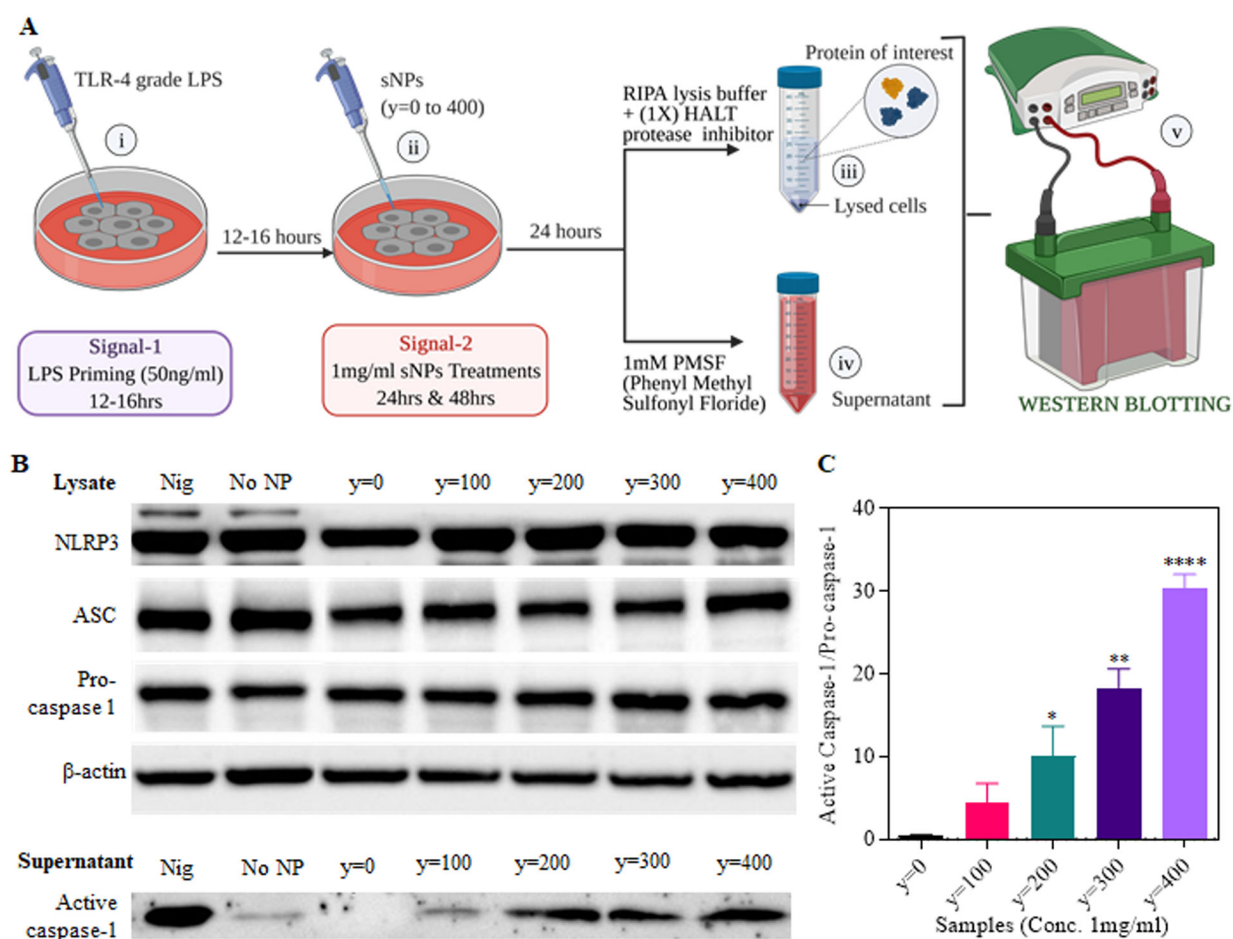 A
TLR-4 grade LPS
sNPs
(y=0 to 400)
i
ii
12-16 hours
24 hours
Signal-1
LPS Priming (50ng/ml)
12-16hrs
Signal-2
1mg/ml sNPs Treatments
24hrs & 48hrs
RIPA lysis buffer
+ (1X) HALT
protease inhibitor
1mM PMSF
(Phenyl Methyl
Sulfonyl Floride)
Protein of interest
iii
Lysed cells
iv
Supernatant
v
WESTERN BLOTTING
B
Lysate Nig No NP y=0 y=100 y=200 y=300 y=400
NLRP3
ASC
Pro-
caspase 1
β-actin
Supernatant Nig No NP y=0 y=100 y=200 y=300 y=400
Active
caspase-1
C
Active Caspase-1/Pro-caspase-1
40
30
20
10
0
*
**
****
y=0 y=100 y=200 y=300 y=400
Samples (Conc. 1mg/ml)